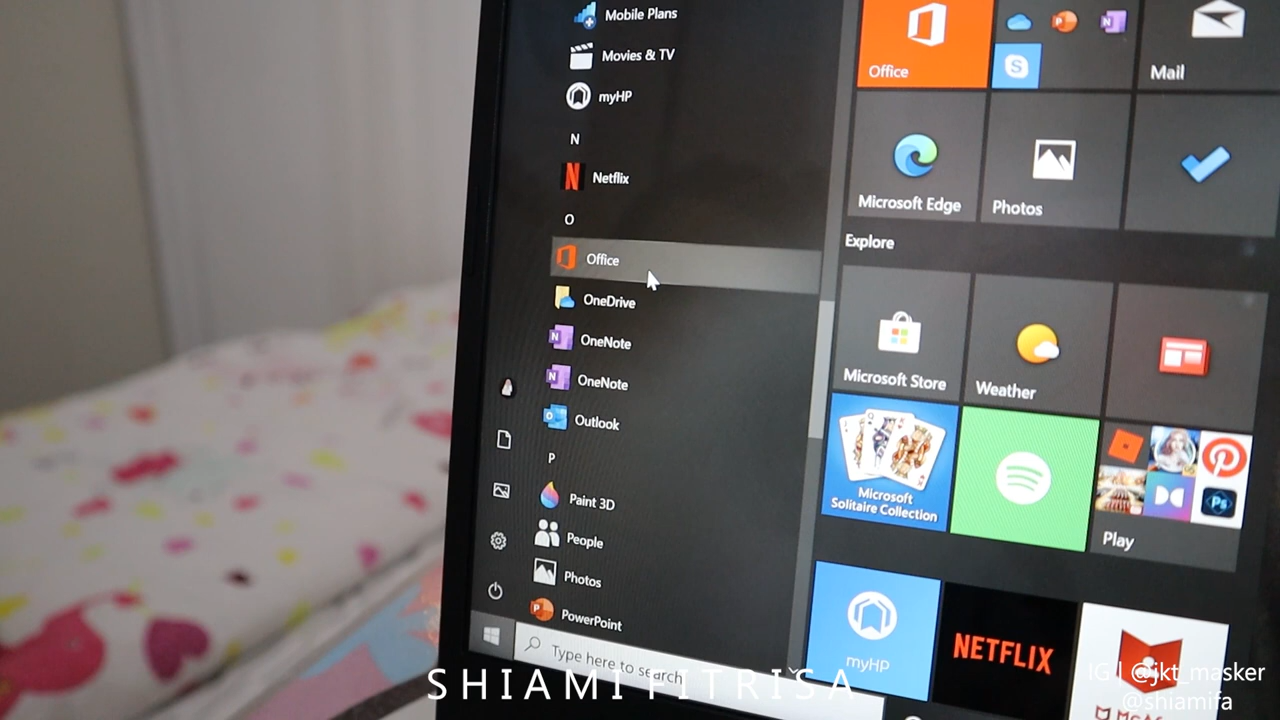 Mobile Plans
Movies & TV
myHP
N
Netflix
O
Office
OneDrive
OneNote
OneNote
Outlook
P
Paint 3D
People
Photos
PowerPoint
Type here to search
Office
Mail
Microsoft Edge
Photos
Explore
Microsoft Store
Weather
Microsoft
Solitaire Collection
Play
myHP
NETFLIX
SHIAMI FITRISA
IG | @jkt_masker
@shiamifa